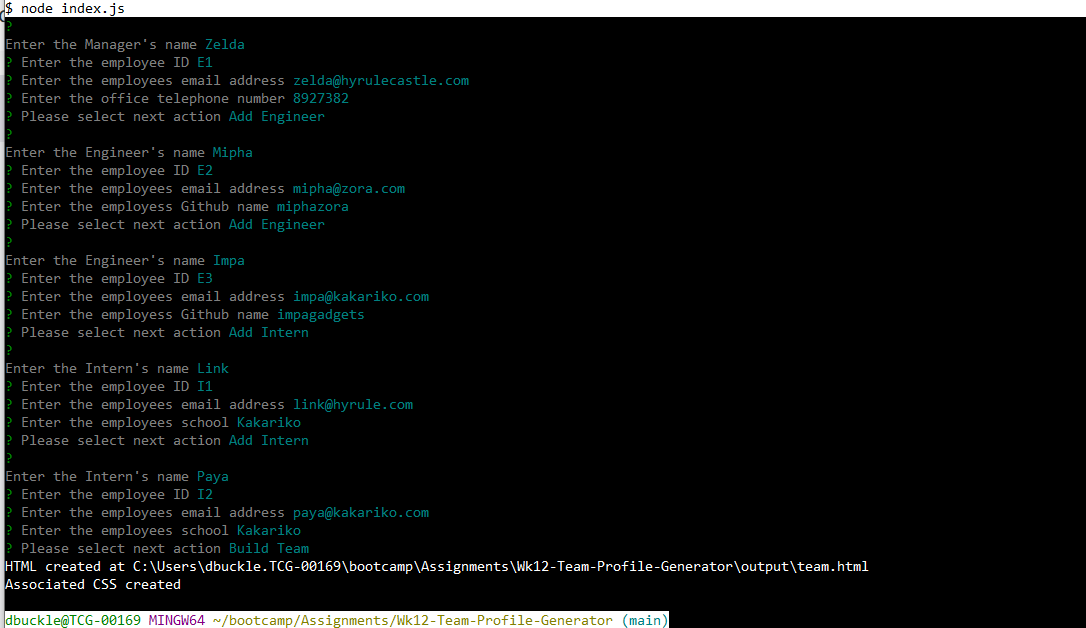 $ node index.js
?
Enter the Manager's name Zelda
? Enter the employee ID E1
? Enter the employees email address zelda@hyrulecastle.com
? Enter the office telephone number 8927382
? Please select next action Add Engineer
?
Enter the Engineer's name Mipha
? Enter the employee ID E2
? Enter the employees email address mipha@zora.com
? Enter the employess Github name miphazora
? Please select next action Add Engineer
?
Enter the Engineer's name Impa
? Enter the employee ID E3
? Enter the employees email address impa@kakariko.com
? Enter the employess Github name impagadgets
? Please select next action Add Intern
?
Enter the Intern's name Link
? Enter the employee ID I1
? Enter the employees email address link@hyrule.com
? Enter the employees school Kakariko
? Please select next action Add Intern
?
Enter the Intern's name Paya
? Enter the employee ID I2
? Enter the employees email address paya@kakariko.com
? Enter the employees school Kakariko
? Please select next action Build Team
HTML created at C:\Users\dbuckle.TCG-00169\bootcamp\Assignments\Wk12-Team-Profile-Generator\output\team.html
Associated CSS created
dbuckle@TCG-00169 MINGW64 ~/bootcamp/Assignments/Wk12-Team-Profile-Generator (main)